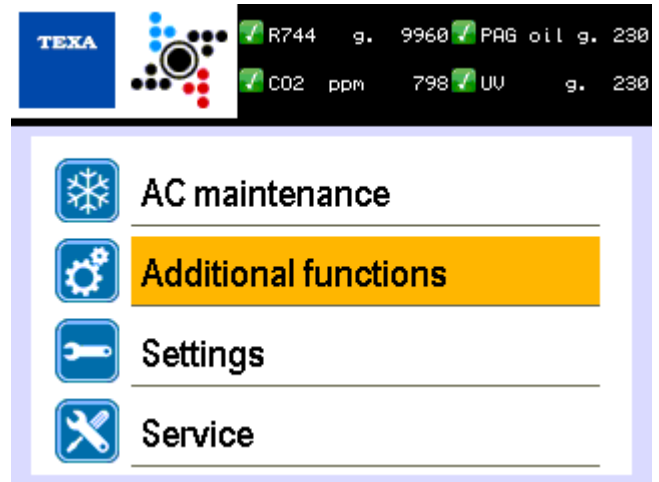 TEXA
R744 g. 9960 PAG oil g. 230
CO2 ppm 798 UV g. 230
AC maintenance
Additional functions
Settings
Service